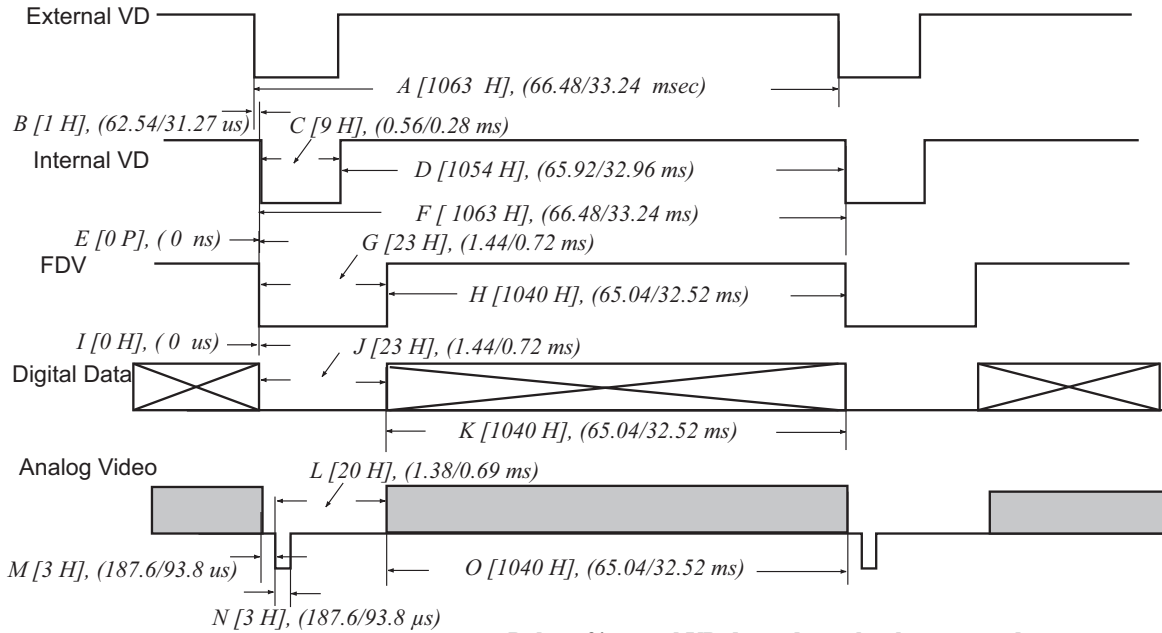 External VD
A [1063 H], (66.48/33.24 msec)
B [1 H], (62.54/31.27 us)
C [9 H], (0.56/0.28 ms)
Internal VD
D [1054 H], (65.92/32.96 ms)
F [ 1063 H], (66.48/33.24 ms)
E [0 P], ( 0 ns)
G [23 H], (1.44/0.72 ms)
FDV
H [1040 H], (65.04/32.52 ms)
I [0 H], ( 0 us)
J [23 H], (1.44/0.72 ms)
Digital Data
K [1040 H], (65.04/32.52 ms)
Analog Video
L [20 H], (1.38/0.69 ms)
M [3 H], (187.6/93.8 us)
O [1040 H], (65.04/32.52 ms)
N [3 H], (187.6/93.8 µs)